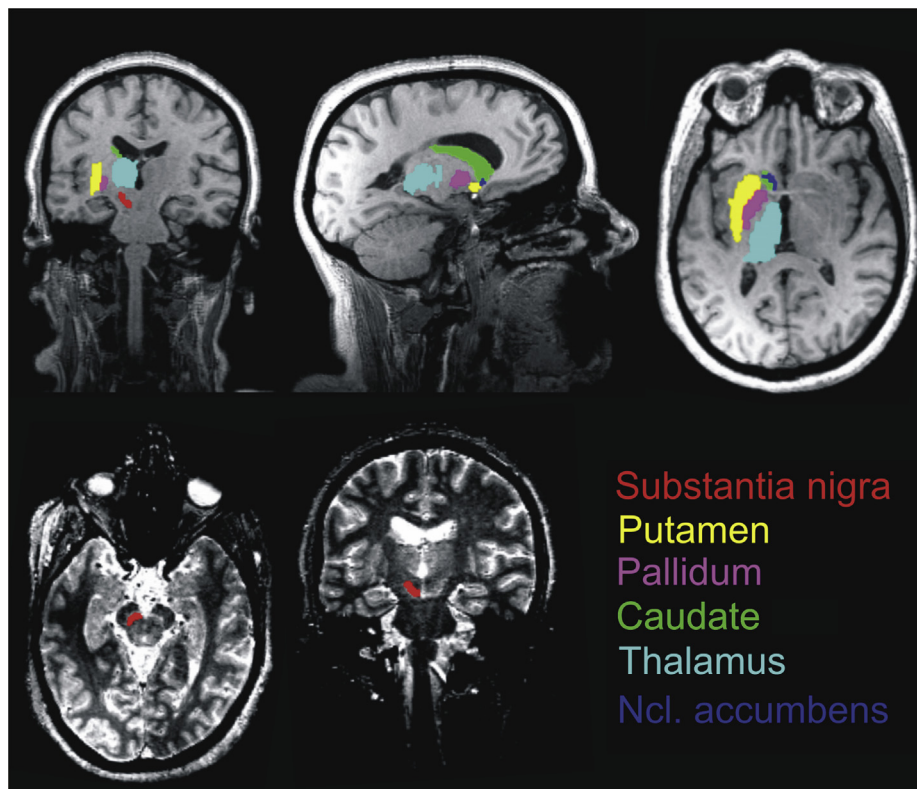 Substantia nigra
Putamen
Pallidum
Caudate
Thalamus
Ncl. accumbens